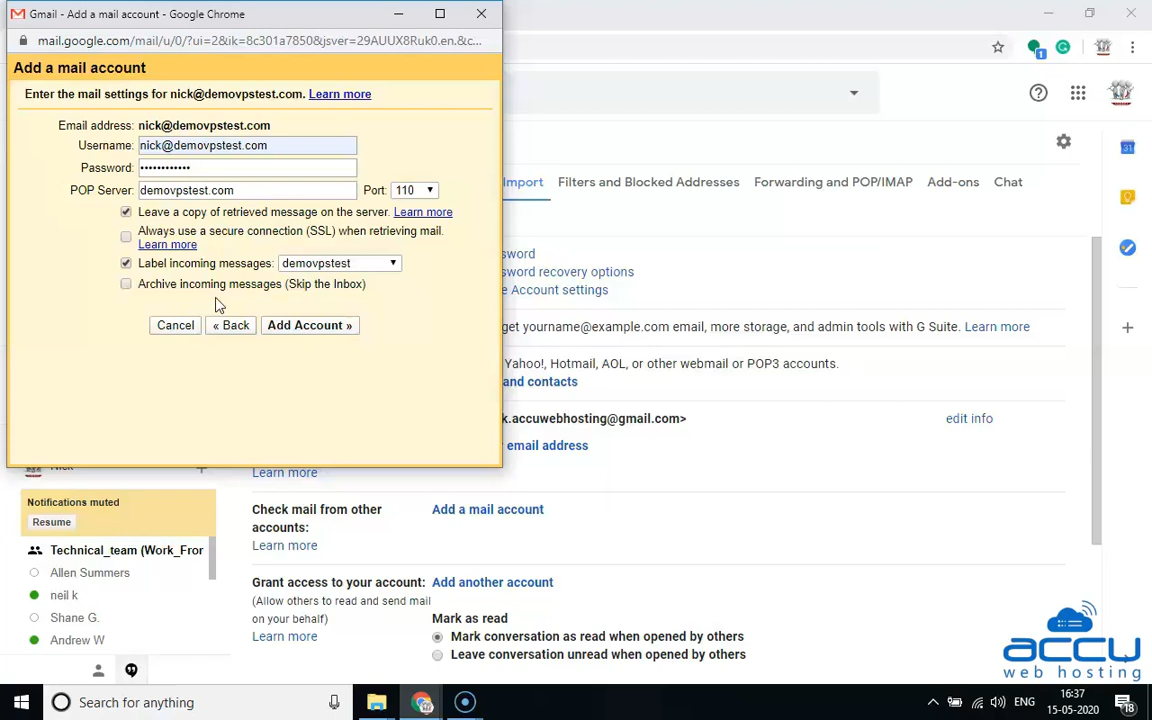 Gmail - Add a mail account - Google Chrome
mail.google.com/mail/u/0/?ui=2&ik=8c301a7850&jsver=29AUUX8Ruk0.en.&c...
1
Add a mail account
Enter the mail settings for nick@demovpstest.com. Learn more
Email address: nick@demovpstest.com
Username: nick@demovpstest.com
Password: ••••••••••••
POP Server: demovpstest.com Port: 110
Leave a copy of retrieved message on the server. Learn more
Always use a secure connection (SSL) when retrieving mail.
Learn more
Label incoming messages: demovpstest
Archive incoming messages (Skip the Inbox)
Cancel « Back Add Account »
31
Import Filters and Blocked Addresses Forwarding and POP/IMAP Add-ons Chat
sword
sword recovery options
e Account settings
get yourname@example.com email, more storage, and admin tools with G Suite. Learn more
Yahoo!, Hotmail, AOL, or other webmail or POP3 accounts.
and contacts
k.accuwebhosting@gmail.com> edit info
email address
Learn more
Check mail from other
accounts:
Add a mail account
Learn more
Grant access to your account:
(Allow others to read and send mail
on your behalf)
Learn more
Add another account
Mark as read
Mark conversation as read when opened by others
Leave conversation unread when opened by others
Nick
Notifications muted
Resume
Technical_team (Work_Fror
Allen Summers
neil k
Shane G.
Andrew W
accu
web hosting
Search for anything
ENG
16:37
15-05-2020
18